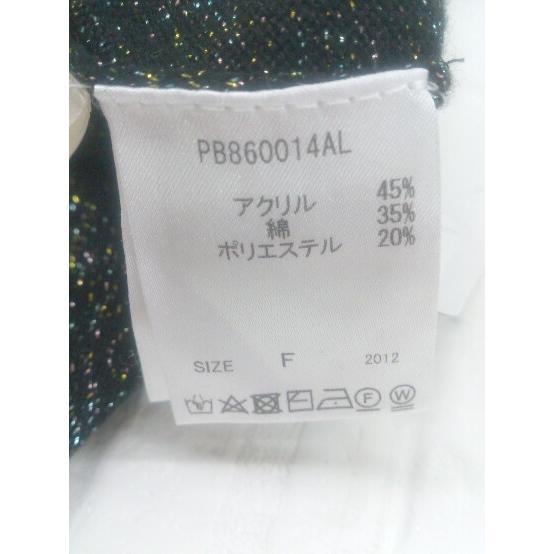 PB860014AL
アクリル 45%
綿 35%
ポリエステル 20%
SIZE F 2012
F W